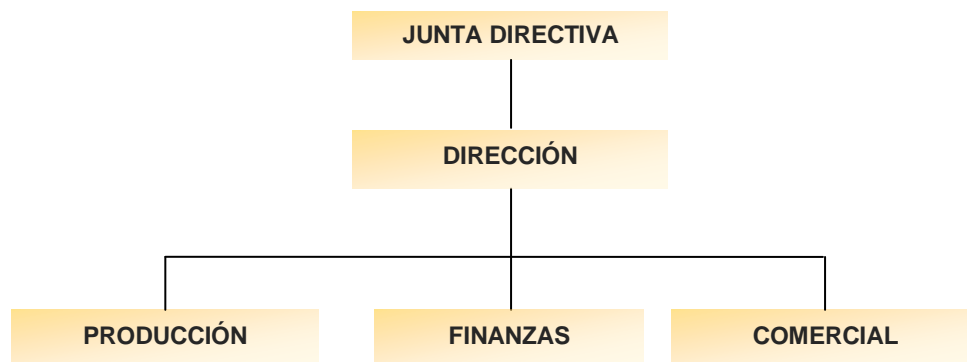 JUNTA DIRECTIVA
DIRECCIÓN
PRODUCCIÓN
FINANZAS
COMERCIAL